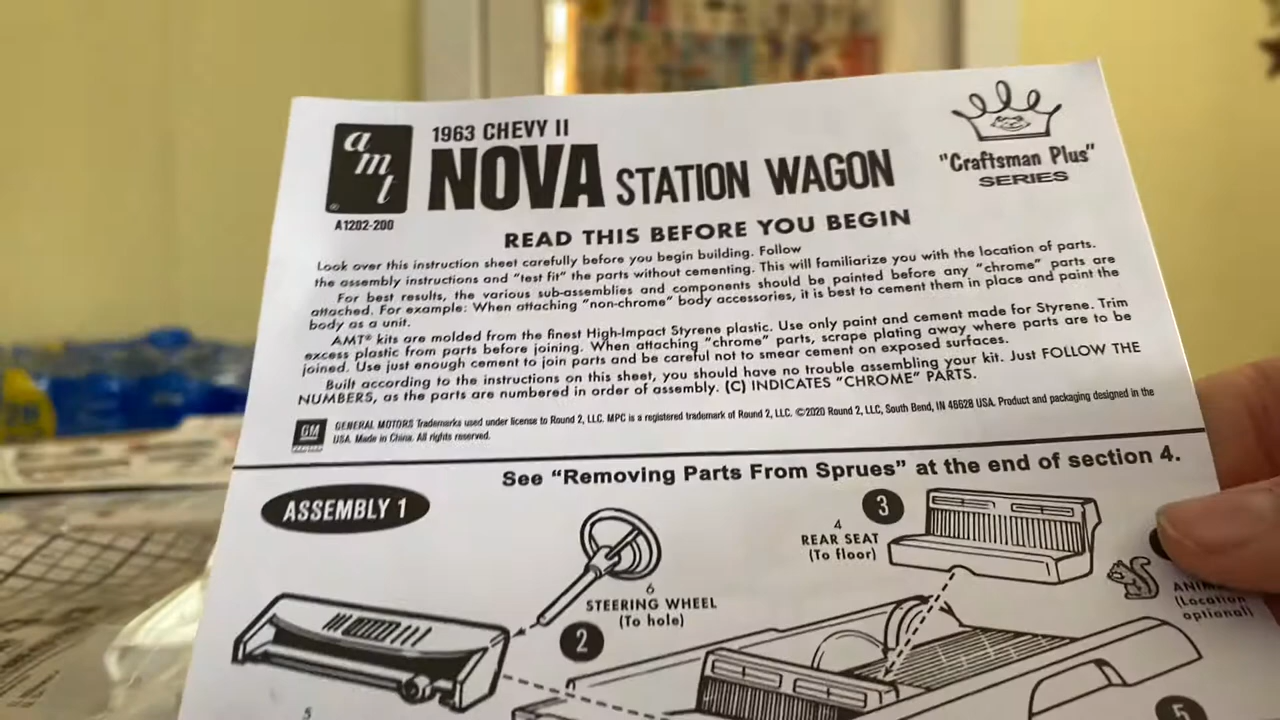 amt
®
A1202-200
1963 CHEVY II
NOVA STATION WAGON
"Craftsman Plus"
SERIES
READ THIS BEFORE YOU BEGIN
Look over this instruction sheet carefully before you begin building. Follow
the assembly instructions and "test fit" the parts without cementing. This will familiarize you with the location of parts.
For best results, the various sub-assemblies and components should be painted before any "chrome" parts are
attached. For example: When attaching "non-chrome" body accessories, it is best to cement them in place and paint the
body as a unit.
AMT® kits are molded from the finest High-Impact Styrene plastic. Use only paint and cement made for Styrene. Trim
excess plastic from parts before joining. When attaching "chrome" parts, scrape plating away where parts are to be
joined. Use just enough cement to join parts and be careful not to smear cement on exposed surfaces.
Built according to the instructions on this sheet, you should have no trouble assembling your kit. Just FOLLOW THE
NUMBERS, as the parts are numbered in order of assembly. (C) INDICATES "CHROME" PARTS.
GM
GENERAL MOTORS Trademarks used under license to Round 2, LLC. MPC is a registered trademark of Round 2, LLC. ©2020 Round 2, LLC, South Bend, IN 46628 USA. Product and packaging designed in the
USA. Made in China. All rights reserved.
See "Removing Parts From Sprues" at the end of section 4.
ASSEMBLY 1
3
4
REAR SEAT
(To floor)
6
STEERING WHEEL
(To hole)
2
(Location
optional)
5
5